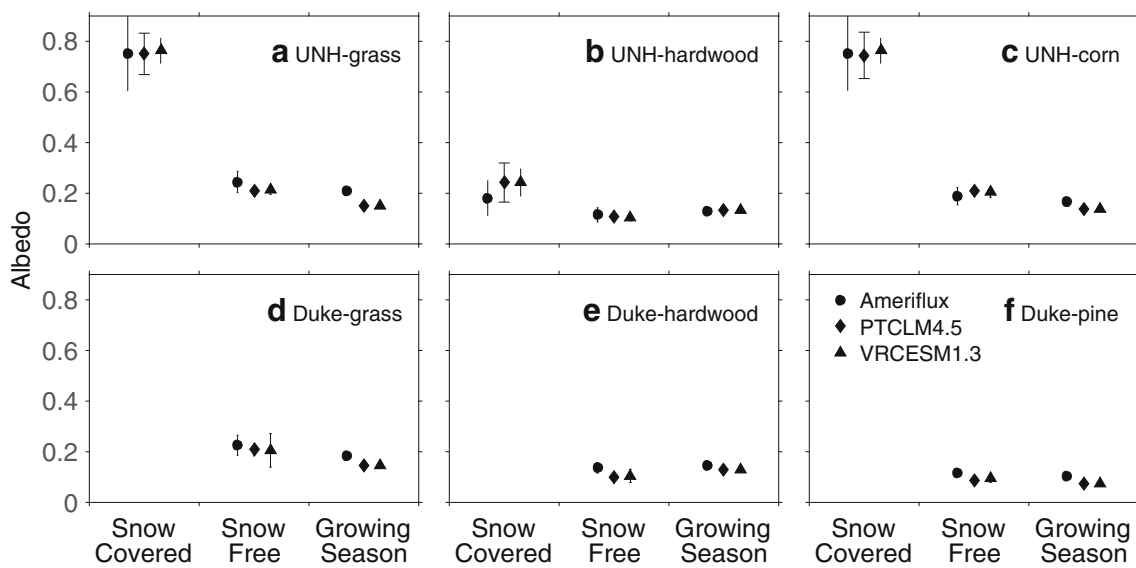 Albedo
0.8
0.6
0.4
0.2
0
a UNH-grass
b UNH-hardwood
c UNH-corn
0.8
0.6
0.4
0.2
0
d Duke-grass
e Duke-hardwood
f Duke-pine
Ameriflux
PTCLM4.5
VRCESM1.3
Snow
Covered
Snow
Free
Growing
Season
Snow
Covered
Snow
Free
Growing
Season
Snow
Covered
Snow
Free
Growing
Season